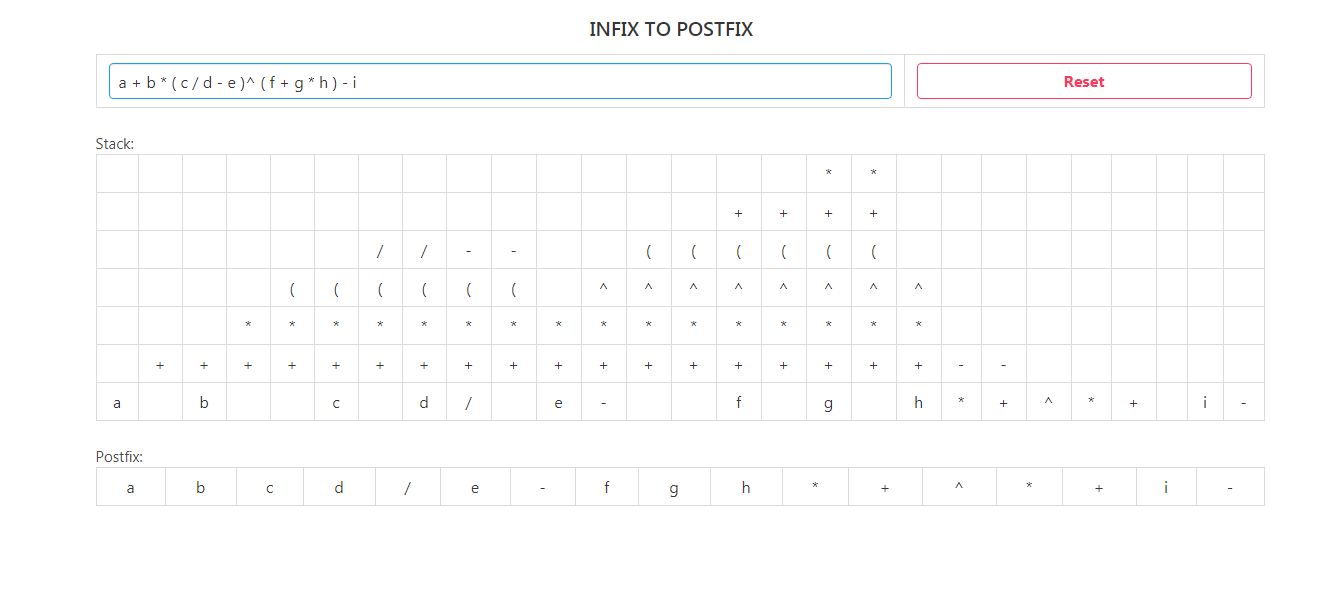 INFIX TO POSTFIX
a + b * ( c / d - e )^ ( f + g * h ) - i Reset
Stack:
* *
+ + + +
/ / - - ( ( ( ( ( (
( ( ( ( ( ( ^ ^ ^ ^ ^ ^ ^ ^
* * * * * * * * * * * * * * * *
+ + + + + + + + + + + + + + + + + + - -
a b c d / e - f g h * + ^ * + i -
Postfix:
a b c d / e - f g h * + ^ * + i -